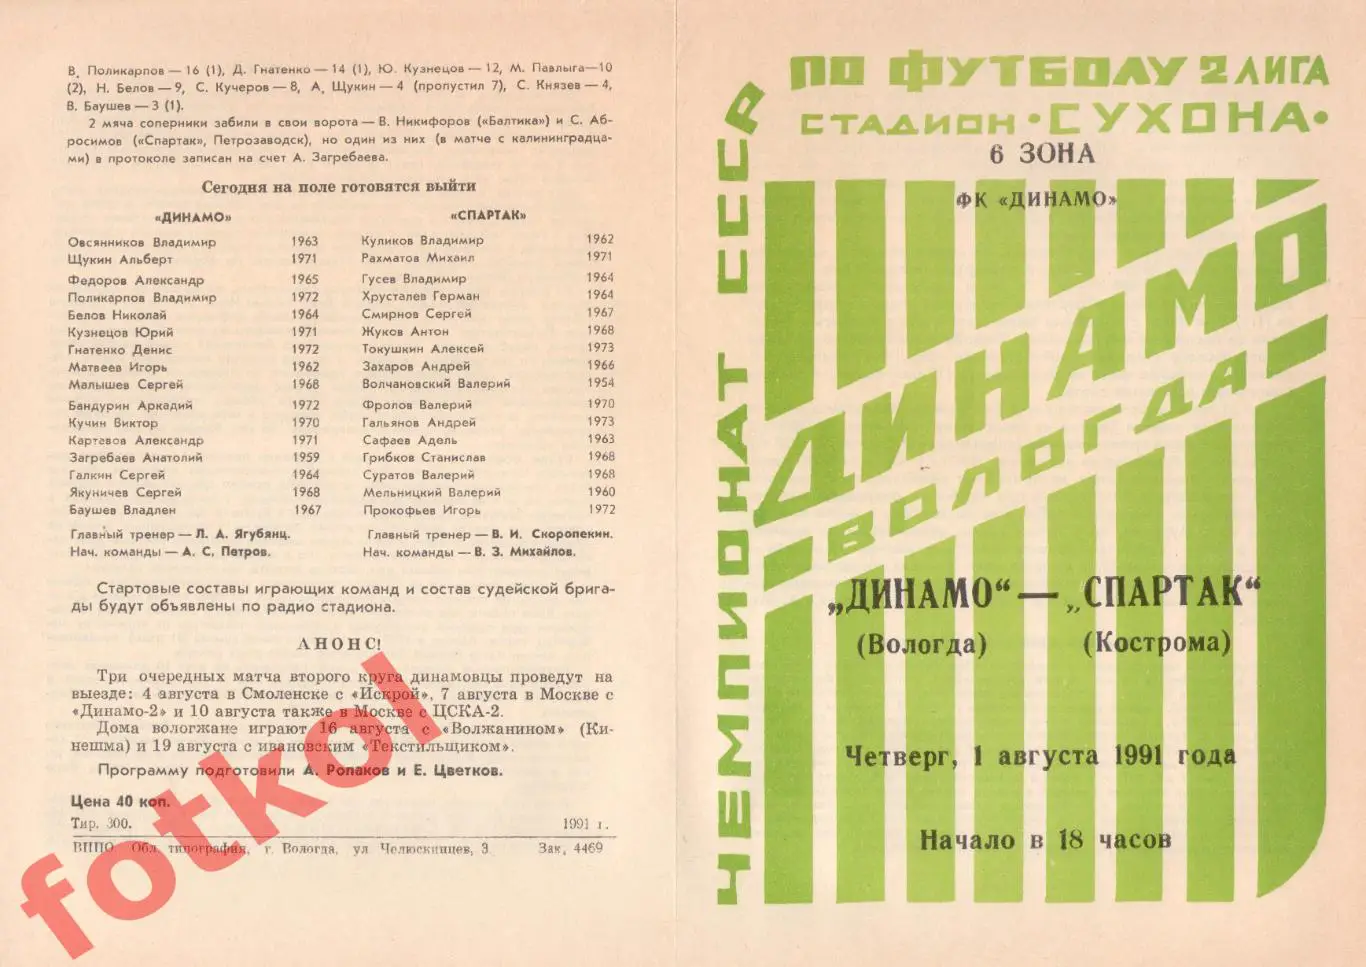 В. Поликарпов — 16 (1), Д. Гнатенко — 14 (1), Ю. Кузнецов — 12, М. Павлыга — 10
(2), Н. Белов — 9, С. Кучеров — 8, А. Щукин — 4 (пропустил 7), С. Князев — 4,
В. Баушев — 3 (1).
2 мяча соперники забили в свои ворота — В. Никифоров («Балтика») и С. Аб-
росимов («Спартак», Петрозаводск), но один из них (в матче с калининградца-
ми) в протоколе записан на счет А. Загребаева.
Сегодня на поле готовятся выйти
«ДИНАМО» «СПАРТАК»
Овсянников Владимир 1963 Куликов Владимир 1962
Щукин Альберт 1971 Рахматов Михаил 1971
Федоров Александр 1965 Гусев Владимир 1964
Поликарпов Владимир 1972 Хрусталев Герман 1964
Белов Николай 1964 Смирнов Сергей 1967
Кузнецов Юрий 1971 Жуков Антон 1968
Гнатенко Денис 1972 Токушкин Алексей 1973
Матвеев Игорь 1962 Захаров Андрей 1966
Малышев Сергей 1968 Волчановский Валерий 1954
Бандурин Аркадий 1972 Фролов Валерий 1970
Кучин Виктор 1970 Гальянов Андрей 1973
Картевов Александр 1971 Сафаев Адель 1963
Загребаев Анатолий 1959 Грибков Станислав 1968
Галкин Сергей 1964 Суратов Валерий 1968
Якуничев Сергей 1968 Мельницкий Валерий 1960
Баушев Владлен 1967 Прокофьев Игорь 1972
Главный тренер — Л. А. Ягубянц. Главный тренер — В. И. Скоропекин.
Нач. команды — А. С. Петров. Нач. команды — В. З. Михайлов.
Стартовые составы играющих команд и состав судейской брига-
ды будут объявлены по радио стадиона.
АНОНС!
Три очередных матча второго круга динамовцы проведут на
выезде: 4 августа в Смоленске с «Искрой», 7 августа в Москве с
«Динамо-2» и 10 августа также в Москве с ЦСКА-2.
Дома вологжане играют 16 августа с «Волжанином» (Ки-
нешма) и 19 августа с ивановским «Текстильщиком».
Программу подготовили А. Ропаков и Е. Цветков.
Цена 40 коп.
Тир. 300. 1991 г.
ВППО Обл. типография, г. Вологда, ул. Челюскинцев, 3. Зак. 4469
fotkol
ЧЕМПИОНАТ СССР
ПО ФУТБОЛУ 2 ЛИГА
СТАДИОН «СУХОНА»
6 ЗОНА
ФК «ДИНАМО»
ДИНАМО
ВОЛОГДА
„ДИНАМО“ — „СПАРТАК“
(Вологда) (Кострома)
Четверг, 1 августа 1991 года
Начало в 18 часов